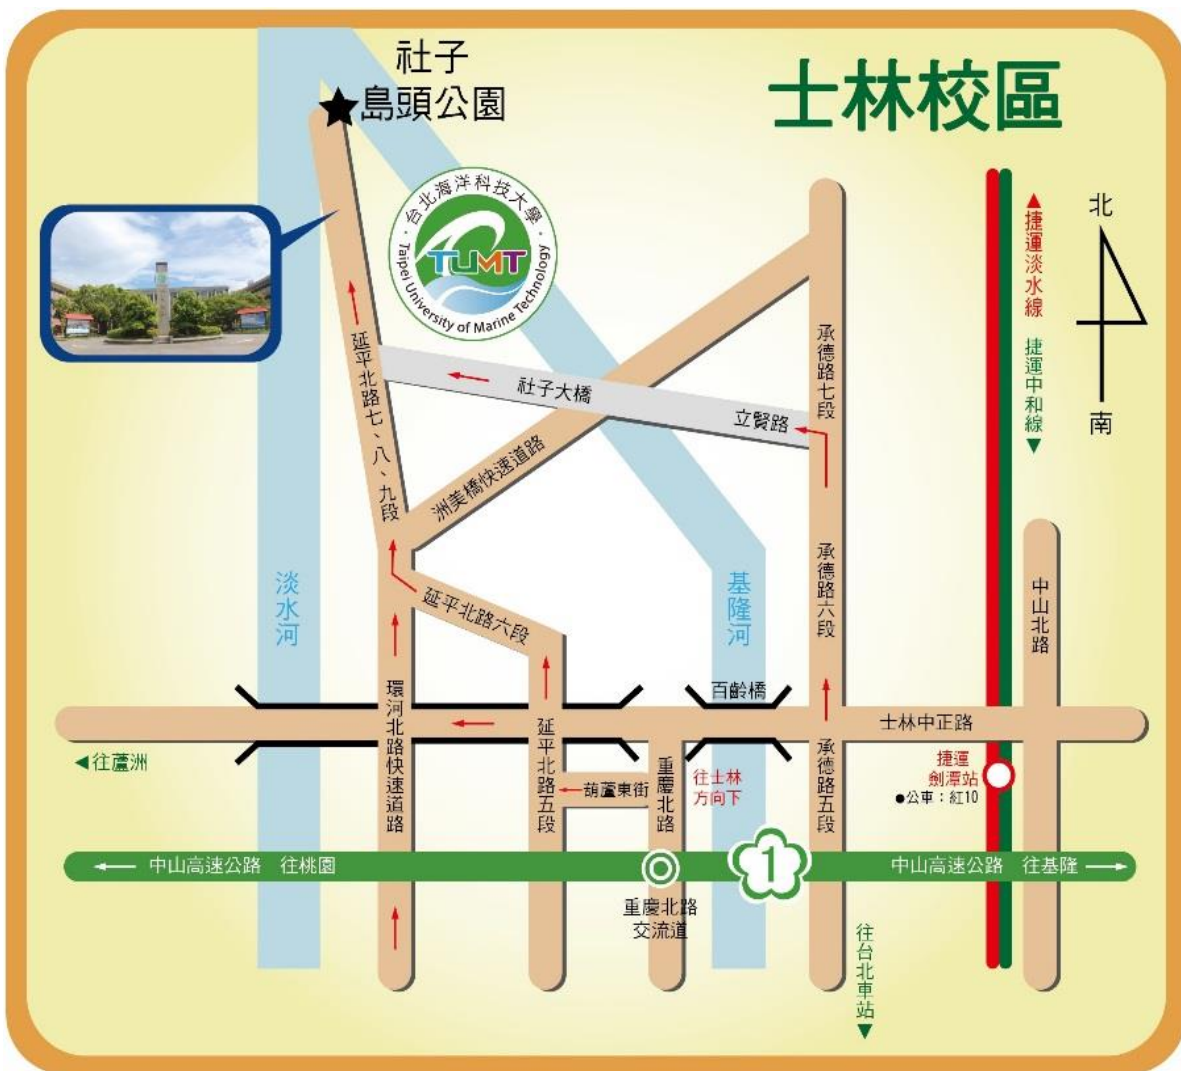 社子
島頭公園
士林校區
台北海洋科技大學
TUMT
Taipei University of Marine Technology
北
南
▲捷運淡水線
捷運中和線▼
延平北路七、八、九段
社子大橋
立賢路
承德路七段
洲美橋快速道路
淡水河
延平北路六段
基隆河
承德路六段
中山北路
百齡橋
環河北路快速道路
延平北路五段
重慶北路
承德路五段
士林中正路
◀往蘆洲
葫蘆東街
往士林
方向下
捷運
劍潭站
●公車:紅10
中山高速公路 往桃園
1
中山高速公路 往基隆
重慶北路
交流道
往台北車站▼